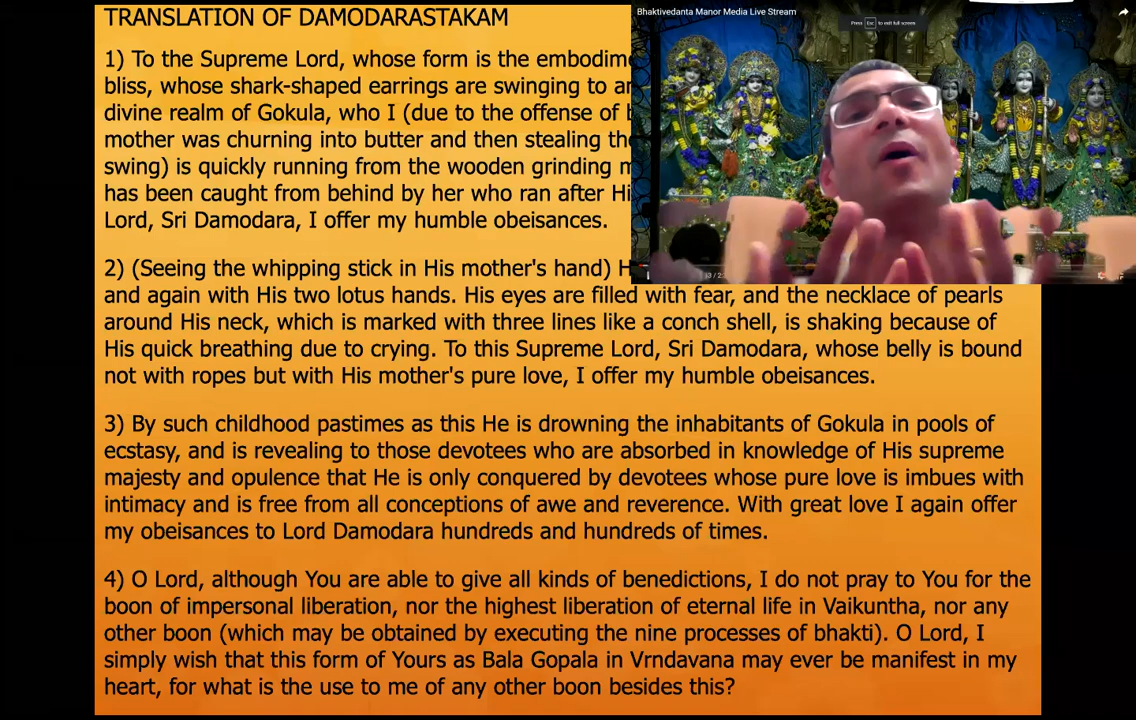 TRANSLATION OF DAMODARASTAKAM
Bhaktivedanta Manor Media Live Stream
Press Esc to exit full screen
1) To the Supreme Lord, whose form is the
bliss, whose shark-shaped earrings are swinging to
divine realm of Gokula, who I (due to the offense of
mother was churning into butter and then stealing
swing) is quickly running from the wooden grinding
has been caught from behind by her who ran after
Lord, Sri Damodara, I offer my humble obeisances.
2) (Seeing the whipping stick in His mother's hand)
and again with His two lotus hands. His eyes are filled with fear, and the necklace of pearls
around His neck, which is marked with three lines like a conch shell, is shaking because of
His quick breathing due to crying. To this Supreme Lord, Sri Damodara, whose belly is bound
not with ropes but with His mother's pure love, I offer my humble obeisances.
3) By such childhood pastimes as this He is drowning the inhabitants of Gokula in pools of
ecstasy, and is revealing to those devotees who are absorbed in knowledge of His supreme
majesty and opulence that He is only conquered by devotees whose pure love is imbues with
intimacy and is free from all conceptions of awe and reverence. With great love I again offer
my obeisances to Lord Damodara hundreds and hundreds of times.
4) O Lord, although You are able to give all kinds of benedictions, I do not pray to You for the
boon of impersonal liberation, nor the highest liberation of eternal life in Vaikuntha, nor any
other boon (which may be obtained by executing the nine processes of bhakti). O Lord, I
simply wish that this form of Yours as Bala Gopala in Vrndavana may ever be manifest in my
heart, for what is the use to me of any other boon besides this?